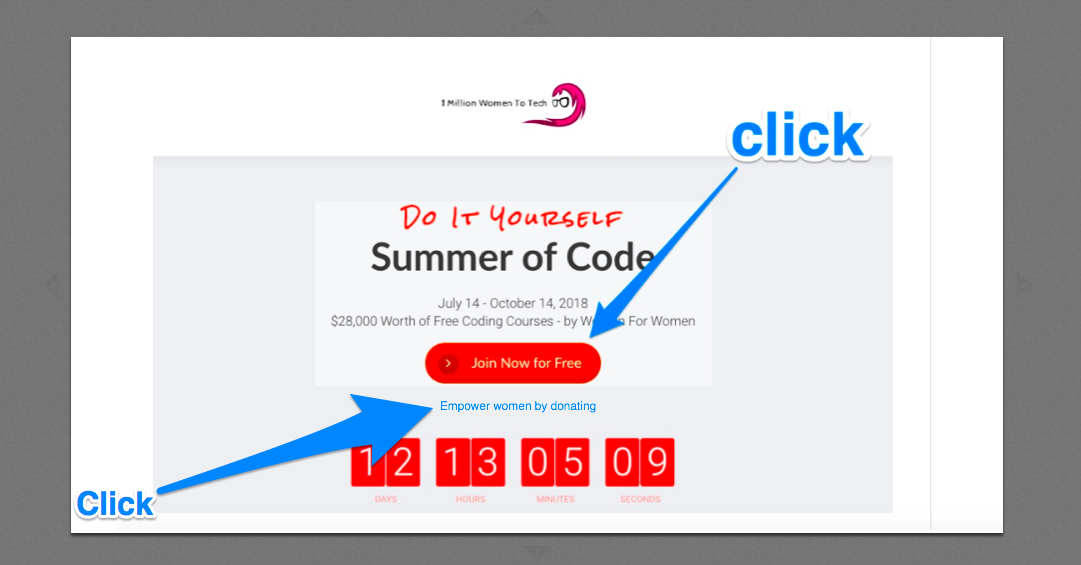 1 Million Women To Tech
click
Do It Yourself
Summer of Code
July 14 - October 14, 2018
$28,000 Worth of Free Coding Courses - by For Women
Join Now for Free
Empower women by donating
12 13 05 09
DAYS HOURS MINUTES SECONDS
Click